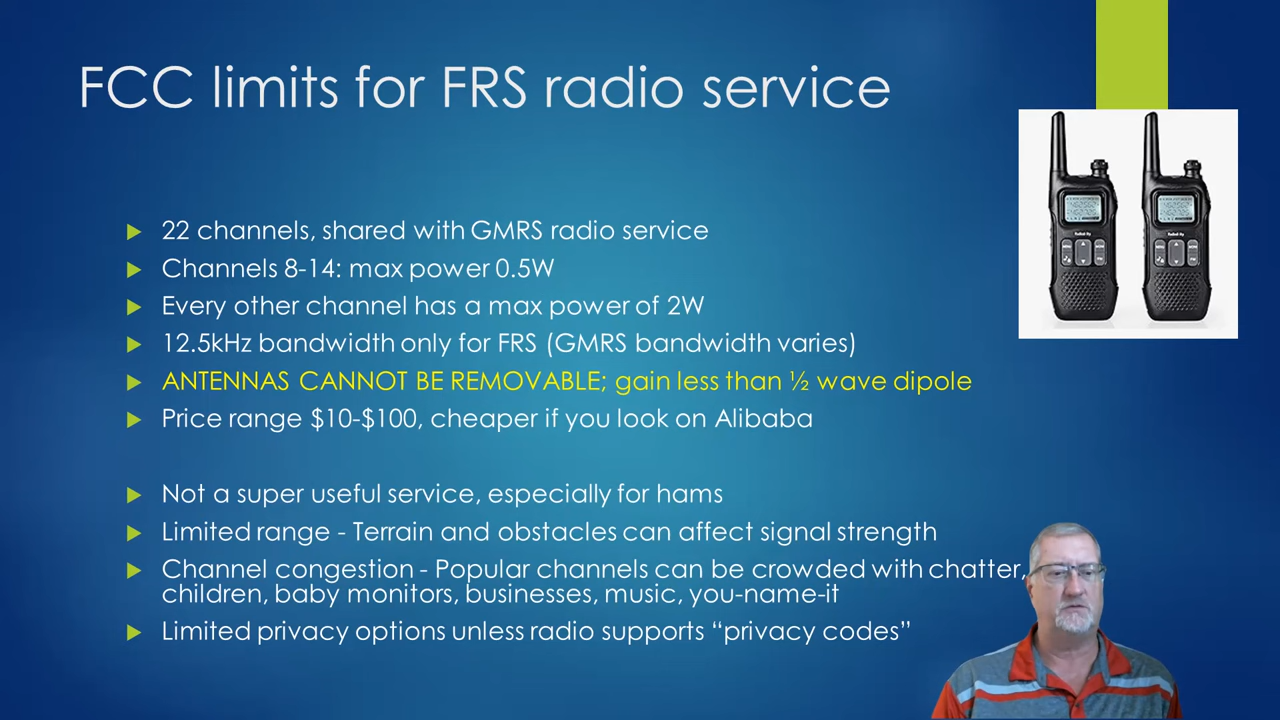 FCC limits for FRS radio service
22 channels, shared with GMRS radio service
Channels 8-14: max power 0.5W
Every other channel has a max power of 2W
12.5kHz bandwidth only for FRS (GMRS bandwidth varies)
ANTENNAS CANNOT BE REMOVABLE; gain less than ½ wave dipole
Price range $10-$100, cheaper if you look on Alibaba
Not a super useful service, especially for hams
Limited range - Terrain and obstacles can affect signal strength
Channel congestion - Popular channels can be crowded with chatter,
children, baby monitors, businesses, music, you-name-it
Limited privacy options unless radio supports “privacy codes”